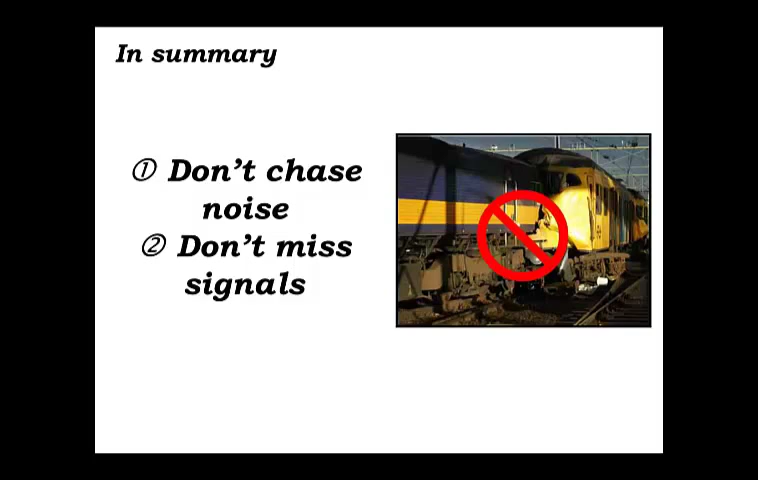 In summary
① Don't chase
noise
② Don't miss
signals